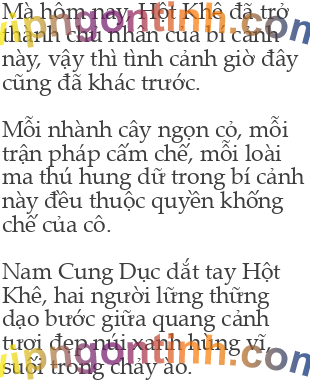 Mà hôm nay, Hột Khê đã trở
thành chủ nhân của bí cảnh
này, vậy thì tình cảnh giờ đây
cũng đã khác trước.
Mỗi nhành cây ngọn cỏ, mỗi
trận pháp cấm chế, mỗi loài
ma thú hung dữ trong bí cảnh
này đều thuộc quyền khống
chế của cô.
Nam Cung Dục dắt tay Hột
Khê, hai người lững thững
dạo bước giữa quang cảnh
tươi đẹp núi xanh hùng vĩ,
suối trong chảy ào.
vipngontinh.com
vipngontinh.com